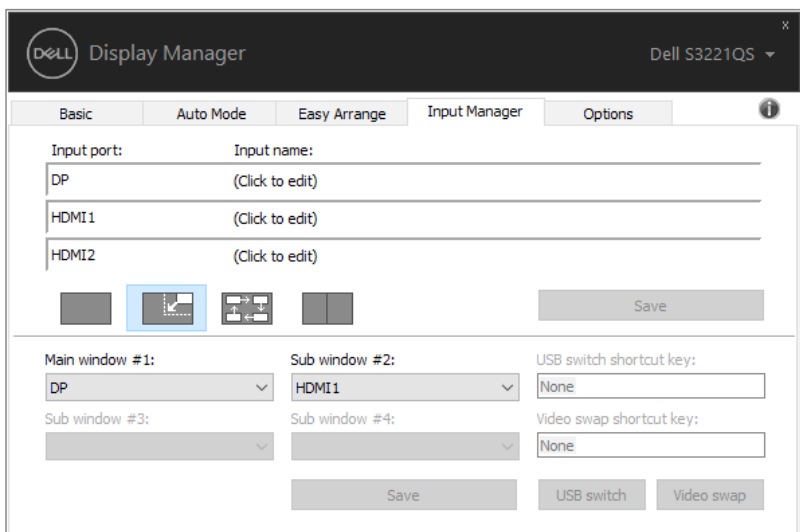 x
DELL Display Manager Dell S3221QS
Basic Auto Mode Easy Arrange Input Manager Options i
Input port: Input name:
DP (Click to edit)
HDMI1 (Click to edit)
HDMI2 (Click to edit)
Save
Main window #1: Sub window #2: USB switch shortcut key:
DP HDMI1 None
Sub window #3: Sub window #4: Video swap shortcut key:
None
Save USB switch Video swap